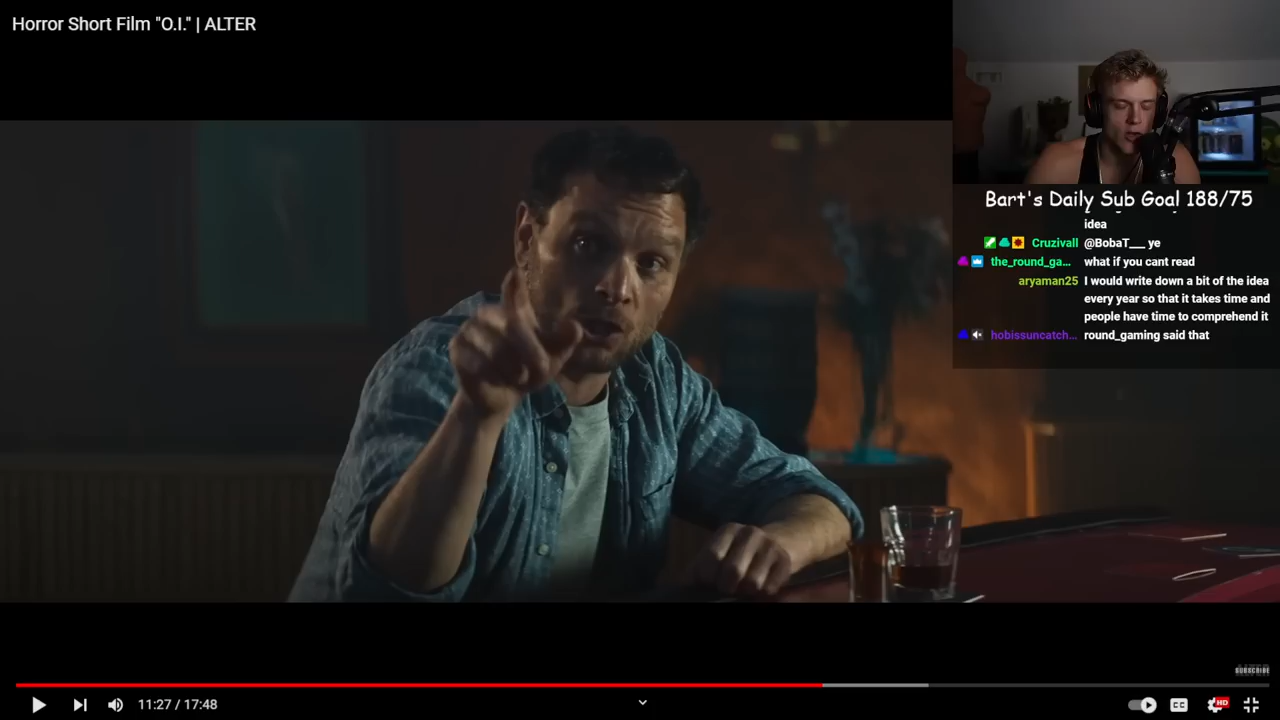 Horror Short Film "O.I." | ALTER
Bart's Daily Sub Goal 188/75
idea
Cruzivall @BobaT___ ye
the_round_ga... what if you cant read
aryaman25 I would write down a bit of the idea
every year so that it takes time and
people have time to comprehend it
hobissuncatch... round_gaming said that
SUBSCRIBE
11:27 / 17:48
CC
HD